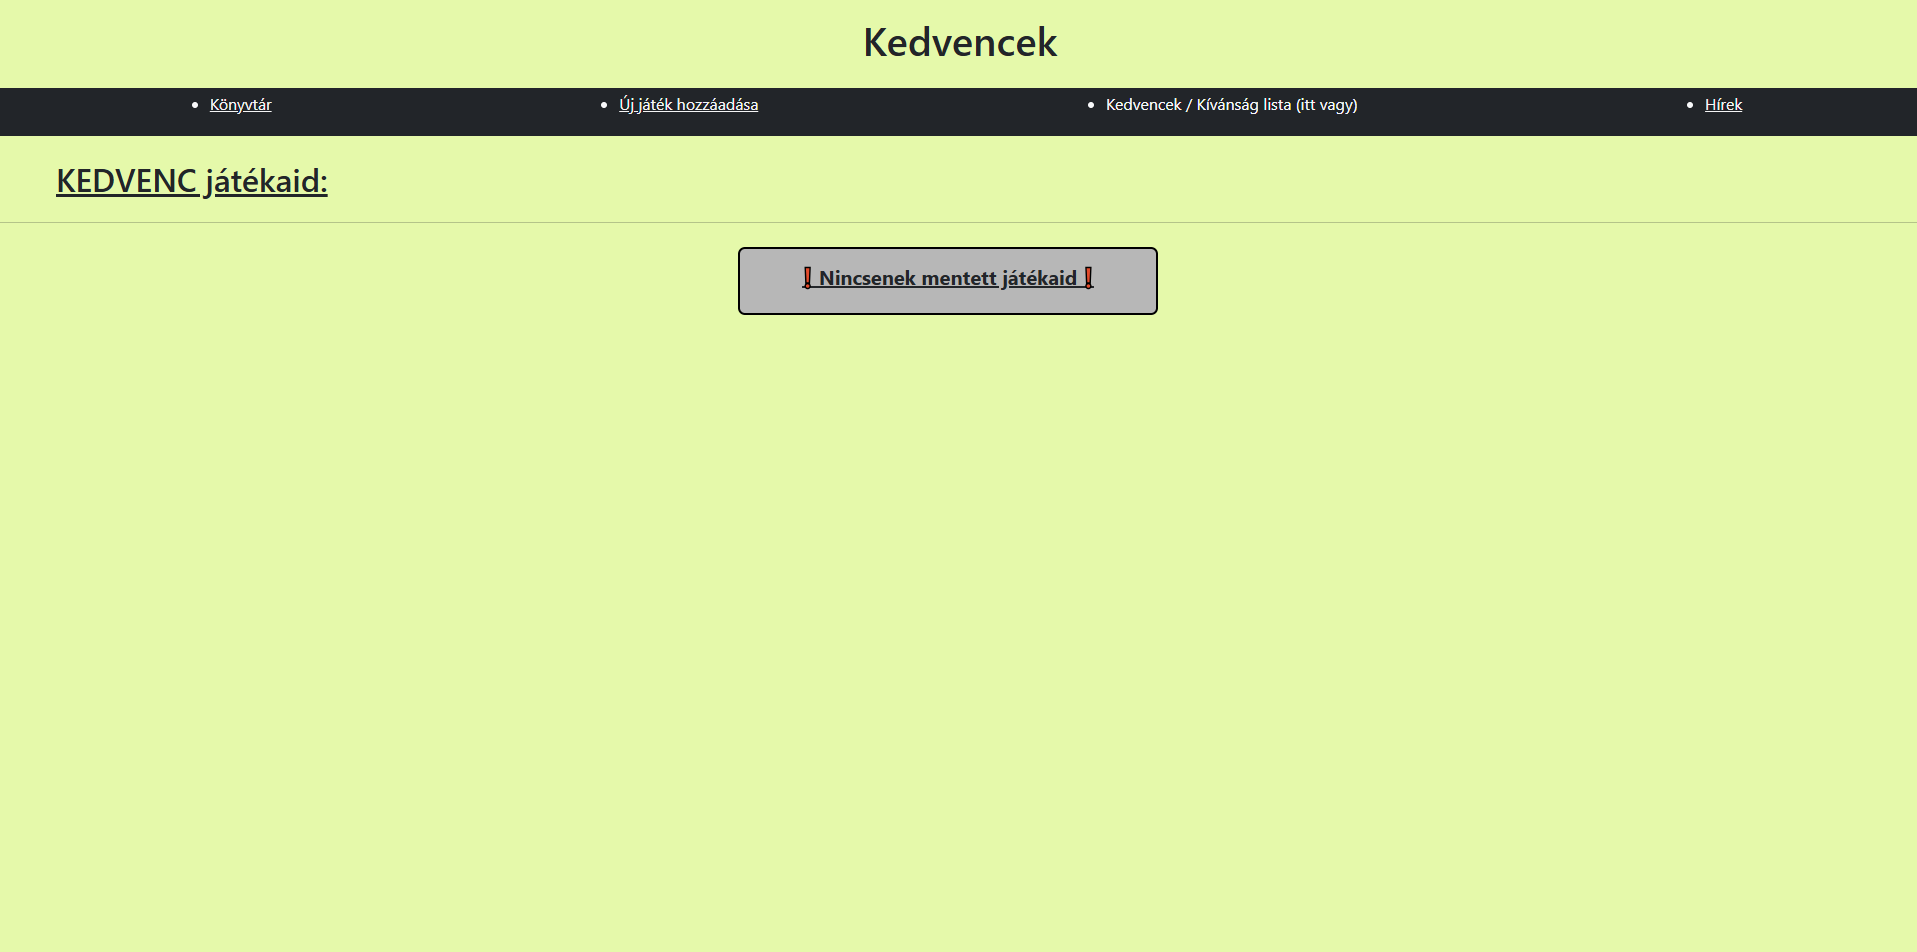 Kedvencek
• Könyvtár
• Új játék hozzáadása
• Kedvencek / Kívánság lista (itt vagy)
• Hírek
KEDVENC játékaid:
❗Nincsenek mentett játékaid❗